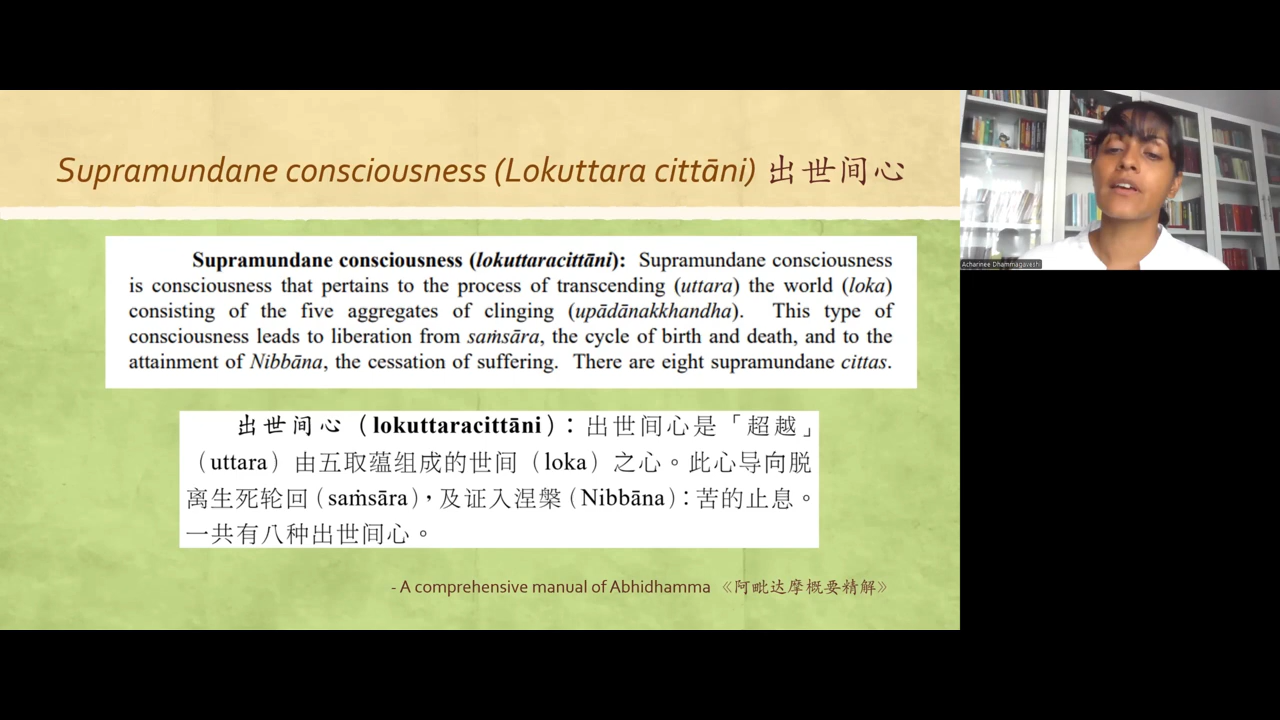 Supramundane consciousness (Lokuttara cittāni) 出世间心
Supramundane consciousness (lokuttaracittāni): Supramundane consciousness
is consciousness that pertains to the process of transcending (uttara) the world (loka)
consisting of the five aggregates of clinging (upādānakkhandha). This type of
consciousness leads to liberation from saṁsāra, the cycle of birth and death, and to the
attainment of Nibbāna, the cessation of suffering. There are eight supramundane cittas.
出世间心（lokuttaracittāni）：出世间心是「超越」
（uttara）由五取蕴组成的世间（loka）之心。此心导向脱
离生死轮回（saṁsāra），及证入涅槃（Nibbāna）：苦的止息。
一共有八种出世间心。
- A comprehensive manual of Abhidhamma 《阿毗达摩概要精解》
Acharinee Dhammagaveshi